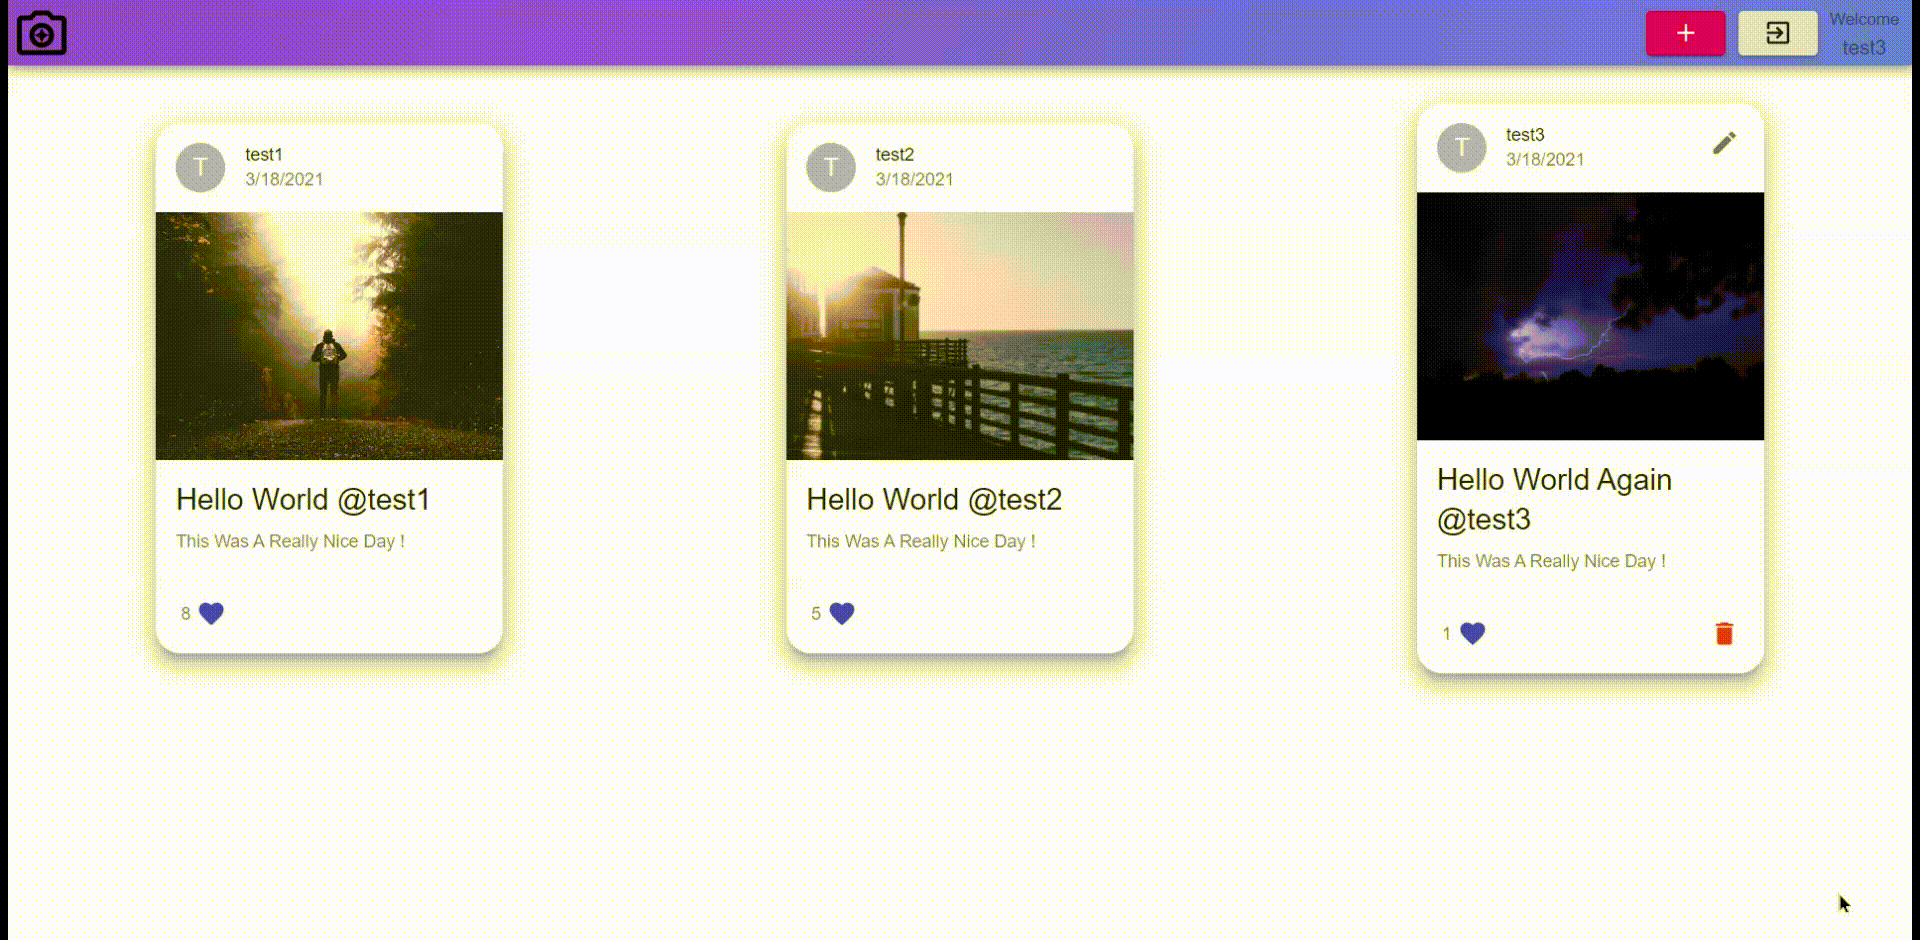 Welcome
test3
T
test1
3/18/2021
Hello World @test1
This Was A Really Nice Day !
8
T
test2
3/18/2021
Hello World @test2
This Was A Really Nice Day !
5
T
test3
3/18/2021
Hello World Again
@test3
This Was A Really Nice Day !
1